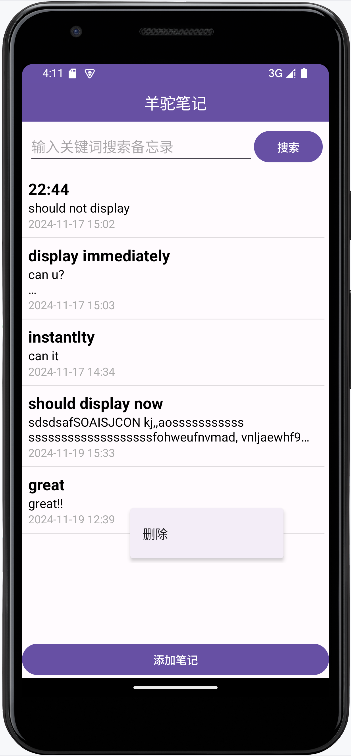 4:11
3G
羊驼笔记
输入关键词搜索备忘录
搜索
22:44
should not display
2024-11-17 15:02
display immediately
can u?
...
2024-11-17 15:03
instantlty
can it
2024-11-17 14:34
should display now
sdsdsafSOAISJCON kj,,aosssssssssss
sssssssssssssssssssfohweufnvmad, vnljaewhf9...
2024-11-19 15:33
great
great!!
2024-11-19 12:39
删除
添加笔记